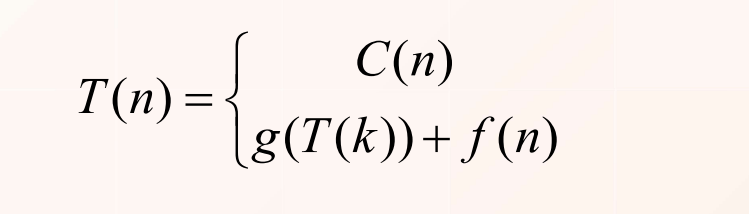 T(n) = { C(n)
g(T(k)) + f(n)